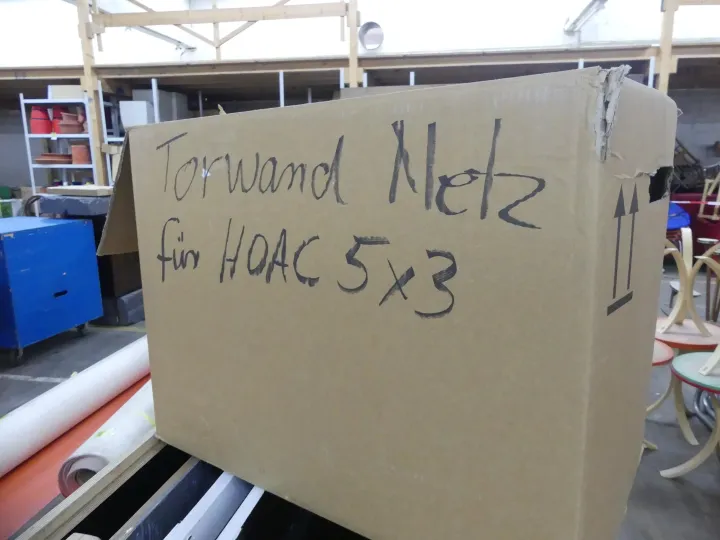 Torwand Netz
für HOAC 5x3